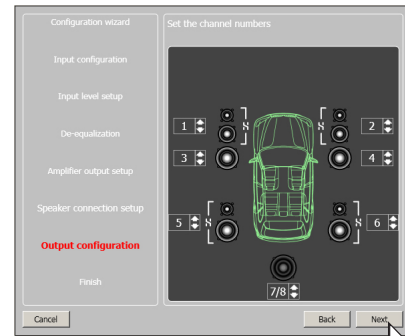 Configuration wizard
Set the channel numbers
Input configuration
Input level setup
De-equalization
Amplifier output setup
Speaker connection setup
Output configuration
Finish
1
2
3
4
5
6
7/8
Cancel
Back
Next